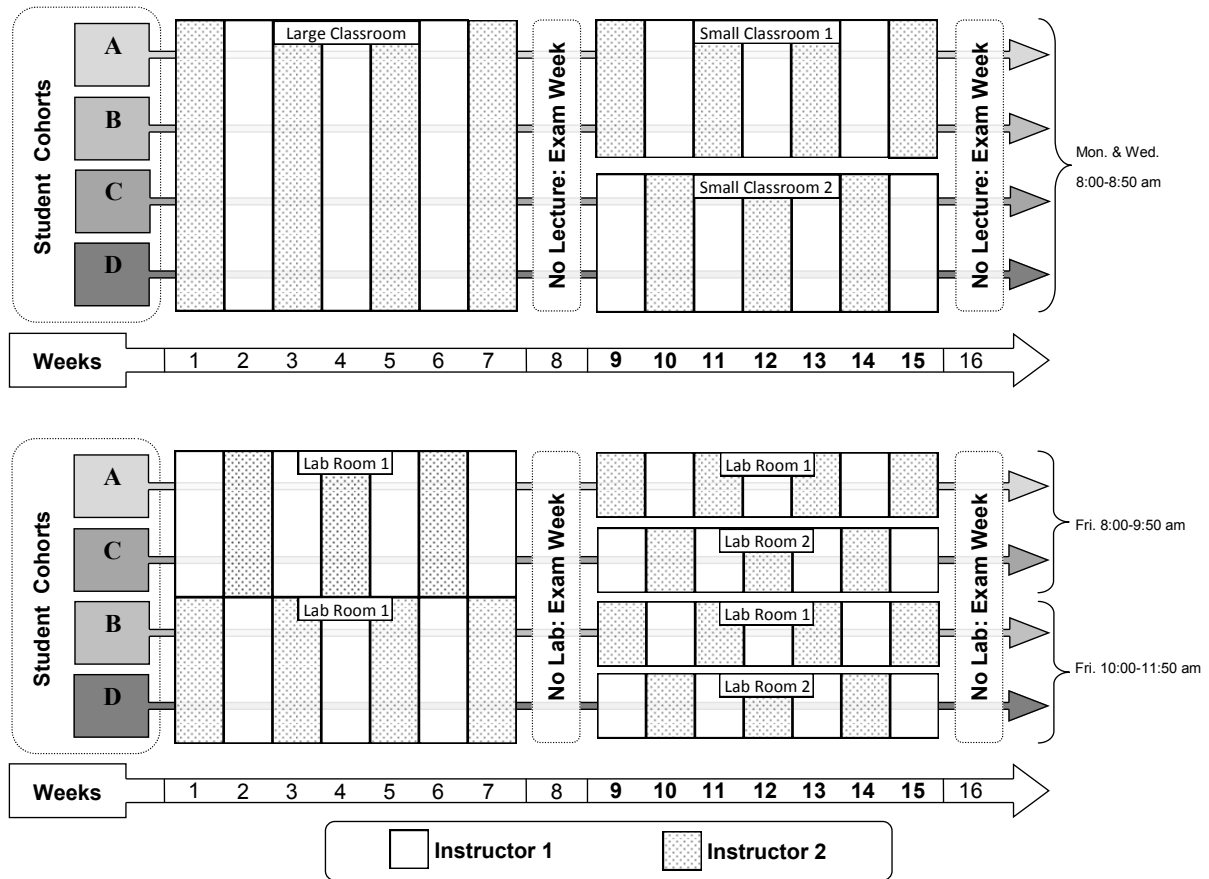 Student Cohorts
A
B
C
D
Large Classroom
No Lecture: Exam Week
Small Classroom 1
Small Classroom 2
No Lecture: Exam Week
Mon. & Wed.
8:00-8:50 am
Weeks
1 2 3 4 5 6 7 8 9 10 11 12 13 14 15 16
Student Cohorts
A
C
B
D
Lab Room 1
Lab Room 1
No Lab: Exam Week
Lab Room 1
Lab Room 2
Lab Room 1
Lab Room 2
No Lab: Exam Week
Fri. 8:00-9:50 am
Fri. 10:00-11:50 am
Weeks
1 2 3 4 5 6 7 8 9 10 11 12 13 14 15 16
Instructor 1
Instructor 2